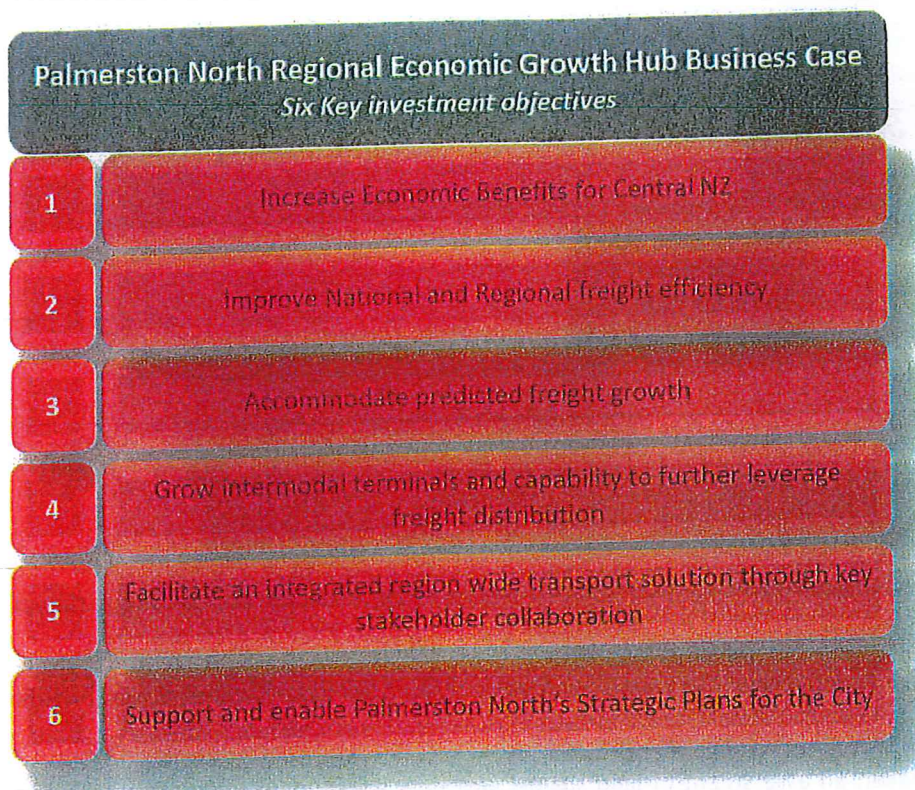 Palmerston North Regional Economic Growth Hub Business Case
Six Key investment objectives
1
Increase Economic Benefits for Central NZ
2
Improve National and Regional freight efficiency
3
Accommodate predicted freight growth
4
Grow intermodal terminals and capability to further leverage
freight distribution
5
Facilitate an integrated region wide transport solution through key
stakeholder collaboration
6
Support and enable Palmerston North's Strategic Plans for the City